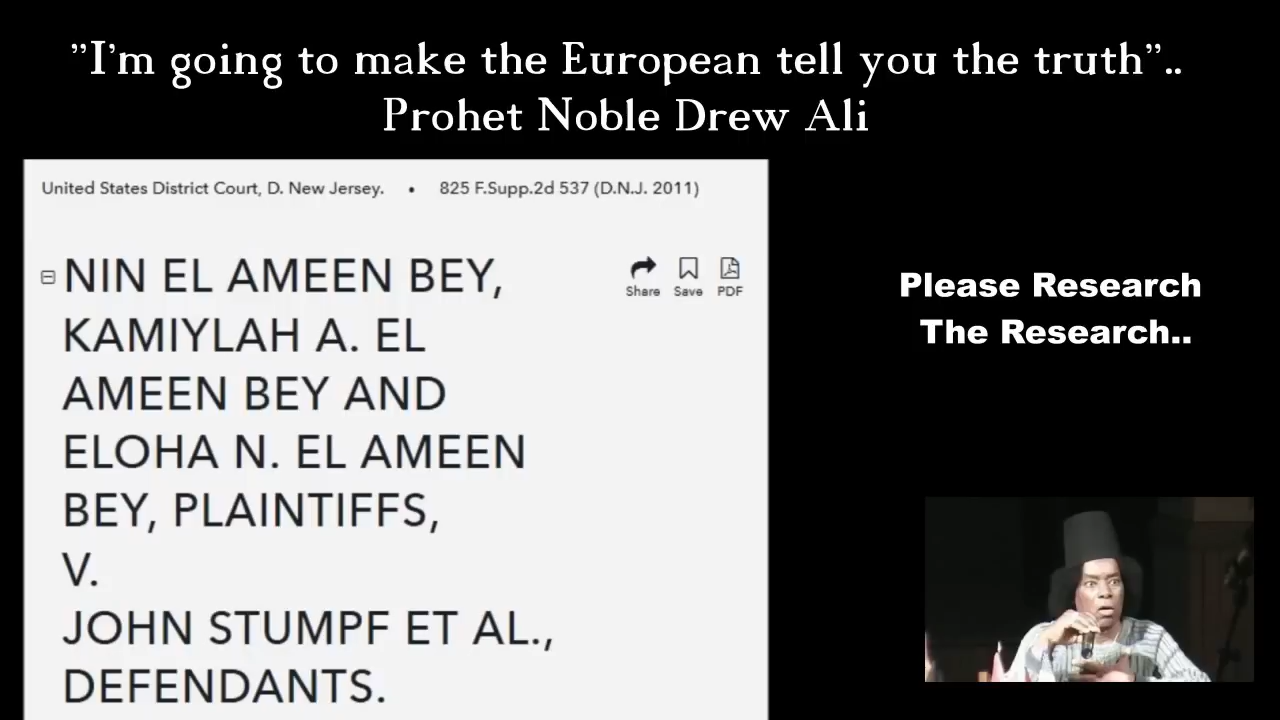 ”I’m going to make the European tell you the truth”..
Prohet Noble Drew Ali
United States District Court, D. New Jersey. • 825 F.Supp.2d 537 (D.N.J. 2011)
NIN EL AMEEN BEY,
KAMIYLAH A. EL
AMEEN BEY AND
ELOHA N. EL AMEEN
BEY, PLAINTIFFS,
V.
JOHN STUMPF ET AL.,
DEFENDANTS.
Share Save PDF
Please Research
The Research..